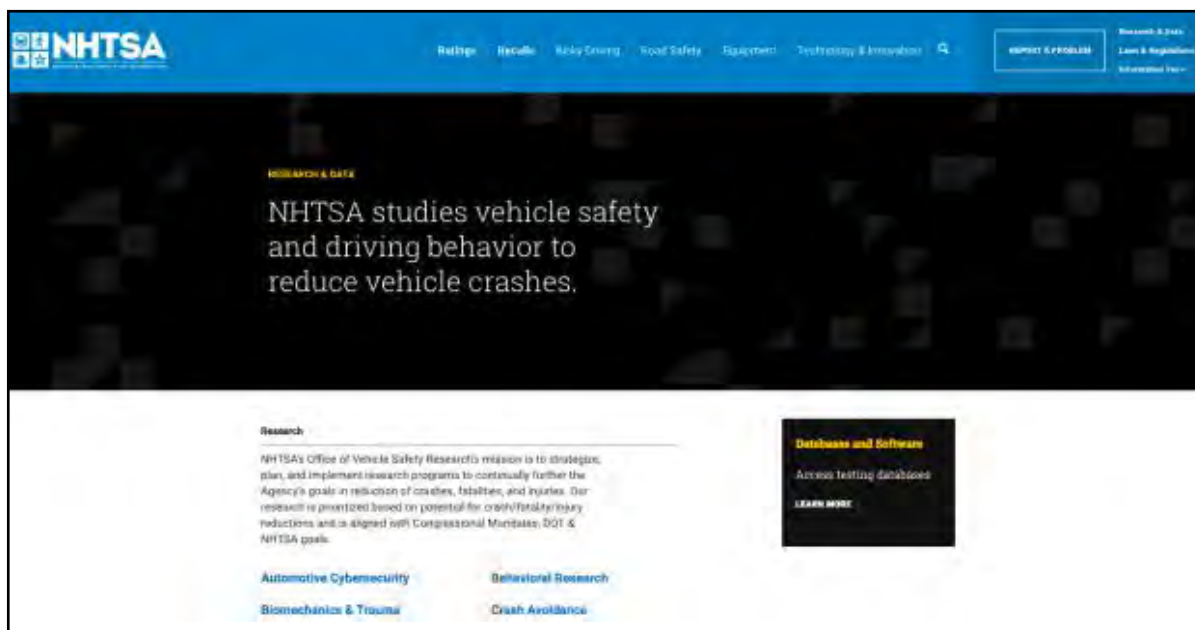 NHTSA
Ratings Recalls Risky Driving Road Safety Equipment Technology & Innovation
REPORT A PROBLEM
Research & Data
Laws & Regulations
Information For
RESEARCH & DATA
NHTSA studies vehicle safety
and driving behavior to
reduce vehicle crashes.
Research
NHTSA's Office of Vehicle Safety Research's mission is to strategize,
plan, and implement research programs to continually further the
Agency's goals in reduction of crashes, fatalities, and injuries. Our
research is prioritized based on potential for crash/fatality/injury
reductions and is aligned with Congressional Mandates, DOT &
NHTSA goals.
Automotive Cybersecurity
Behavioral Research
Biomechanics & Trauma
Crash Avoidance
Databases and Software
Access testing databases
LEARN MORE